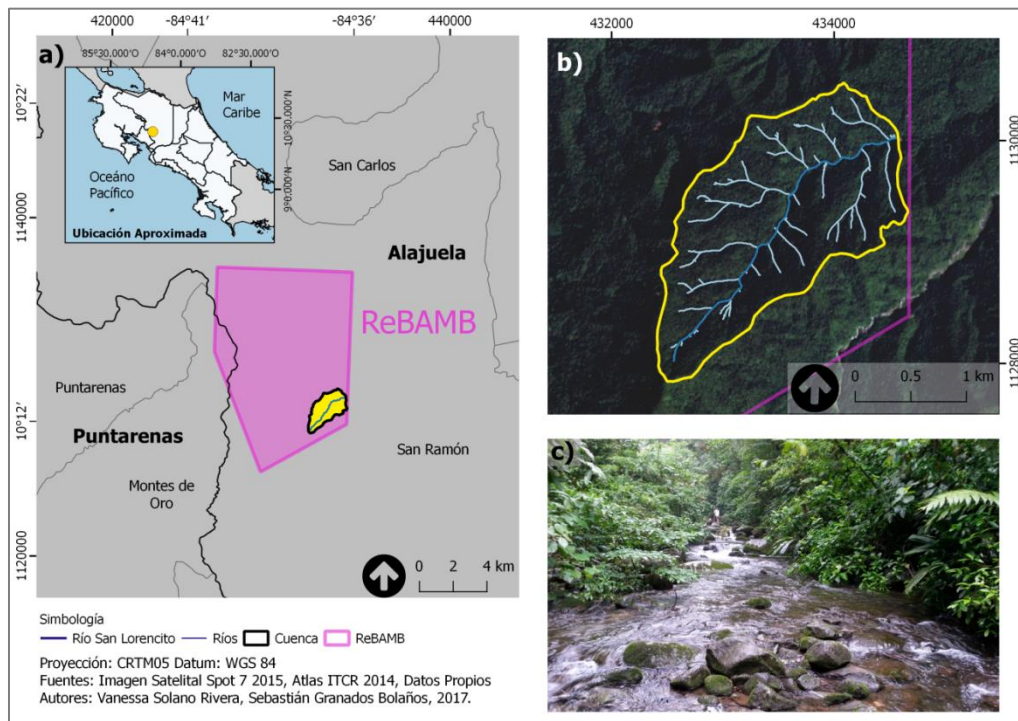 420000
-84°41'
-84°36'
440000
432000
434000
a)
85°30.000'O
84°0.000'O
82°30.000'O
Mar
Caribe
Océano
Pacífico
Ubicación Aproximada
10°30.000'N
9°0.000'N
10°22'
1140000
10°12'
1120000
San Carlos
Alajuela
ReBAMB
Puntarenas
Puntarenas
Montes de
Oro
San Ramón
0 2 4 km
b)
1130000
1128000
0 0.5 1 km
c)
Simbología
Río San Lorencito Ríos Cuenca ReBAMB
Proyección: CRTM05 Datum: WGS 84
Fuentes: Imagen Satelital Spot 7 2015, Atlas ITCR 2014, Datos Propios
Autores: Vanessa Solano Rivera, Sebastián Granados Bolaños, 2017.